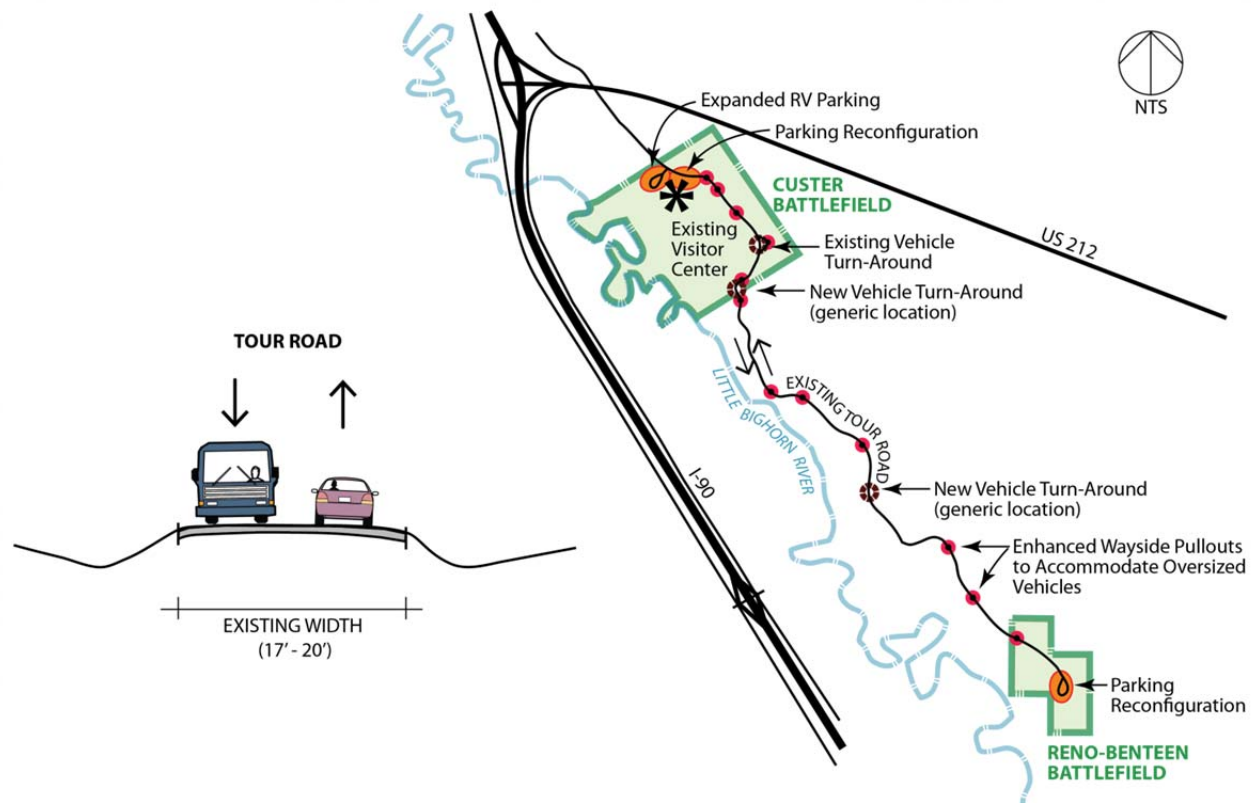 NTS
Expanded RV Parking
Parking Reconfiguration
CUSTER
BATTLEFIELD
Existing
Visitor
Center
Existing Vehicle
Turn-Around
US 212
New Vehicle Turn-Around
(generic location)
TOUR ROAD
EXISTING TOUR ROAD
LITTLE BIGHORN RIVER
I-90
New Vehicle Turn-Around
(generic location)
Enhanced Wayside Pullouts
to Accommodate Oversized
Vehicles
EXISTING WIDTH
(17' - 20')
Parking
Reconfiguration
RENO-BENTEEN
BATTLEFIELD